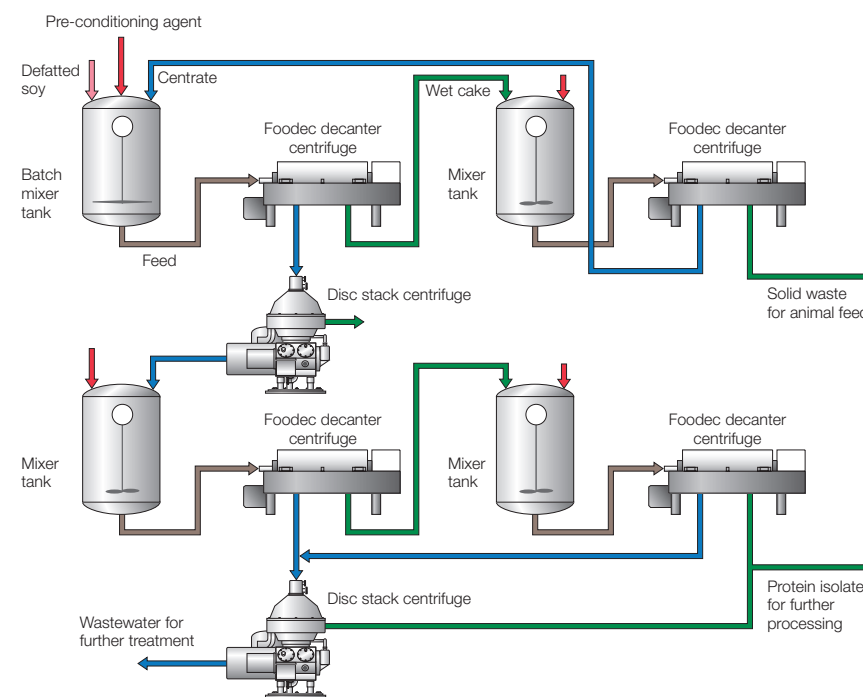 Pre-conditioning agent
Defatted
soy
Centrate
Wet cake
Foodec decanter
centrifuge
Foodec decanter
centrifuge
Batch
mixer
tank
Mixer
tank
Feed
Disc stack centrifuge
Solid waste
for animal feed
Foodec decanter
centrifuge
Foodec decanter
centrifuge
Mixer
tank
Mixer
tank
Disc stack centrifuge
Protein isolate
for further
processing
Wastewater for
further treatment